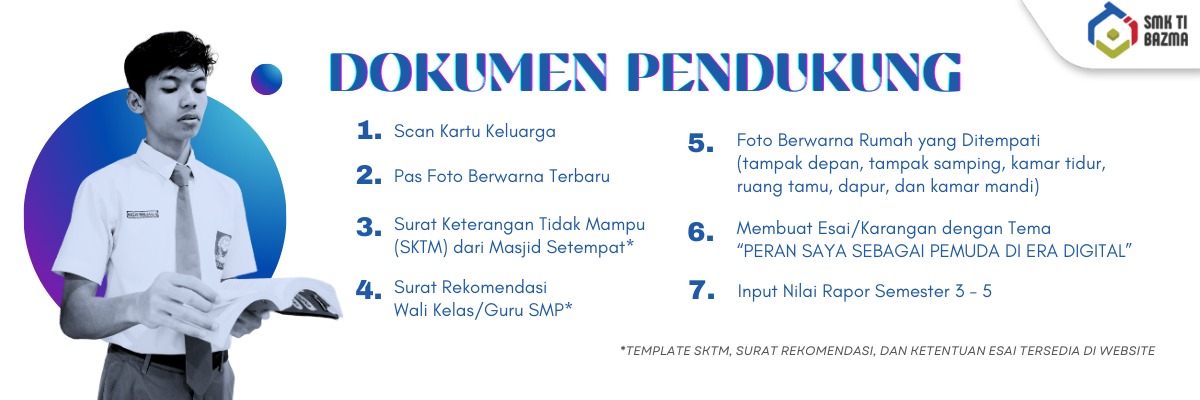 SMK TI
BAZMA
DOKUMEN PENDUKUNG
1. Scan Kartu Keluarga
2. Pas Foto Berwarna Terbaru
3. Surat Keterangan Tidak Mampu
(SKTM) dari Masjid Setempat*
4. Surat Rekomendasi
Wali Kelas/Guru SMP*
5. Foto Berwarna Rumah yang Ditempati
(tampak depan, tampak samping, kamar tidur,
ruang tamu, dapur, dan kamar mandi)
6. Membuat Esai/Karangan dengan Tema
“PERAN SAYA SEBAGAI PEMUDA DI ERA DIGITAL”
7. Input Nilai Rapor Semester 3 - 5
*TEMPLATE SKTM, SURAT REKOMENDASI, DAN KETENTUAN ESAI TERSEDIA DI WEBSITE